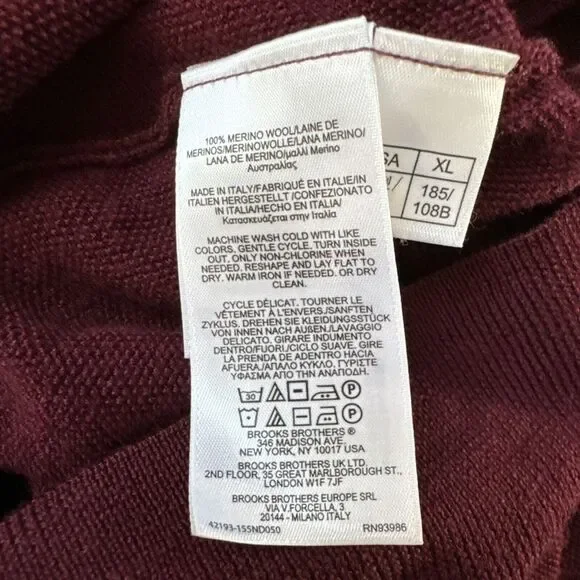 100% MERINO WOOL/LAINE DE
MERINOS/MERINOWOLLE/LANA MERINO/
LANA DE MERINO/μαλλί Merino
Αυστραλίας
MADE IN ITALY/FABRIQUÉ EN ITALIE/IN
ITALIEN HERGESTELLT /CONFEZIONATO
IN ITALIA/HECHO EN ITALIA/
Κατασκευάζεται στην Ιταλία
MACHINE WASH COLD WITH LIKE
COLORS, GENTLE CYCLE. TURN INSIDE
OUT. ONLY NON-CHLORINE WHEN
NEEDED. RESHAPE AND LAY FLAT TO
DRY. WARM IRON IF NEEDED. OR DRY
CLEAN.
CYCLE DÉLICAT. TOURNER LE
VÊTEMENT À L'ENVERS/SANFTEN
ZYKLUS. DREHEN SIE KLEIDUNGSSTÜCK
VON INNEN NACH AUßEN/LAVAGGIO
DELICATO. GIRARE INDUMENTO
DENTRO/FUORI/CICLO SUAVE. GIRE
LA PRENDA DE ADENTRO HACIA
AFUERA/ΑΠΑΛΟ ΚΥΚΛΟ. ΓΥΡΙΣΤΕ
ΥΦΑΣΜΑ ΑΠΟ ΤΗΝ ΑΝΑΠΟΔΗ.
30 P
P
BROOKS BROTHERS ®
346 MADISON AVE.
NEW YORK, NY 10017 USA
BROOKS BROTHERS UK LTD.
2ND FLOOR, 35 GREAT MARLBOROUGH ST.,
LONDON W1F 7JF
BROOKS BROTHERS EUROPE SRL
VIA V.FORCELLA, 3
20144 - MILANO ITALY
42193-155ND050 RN93986
SA XL
185/
108B